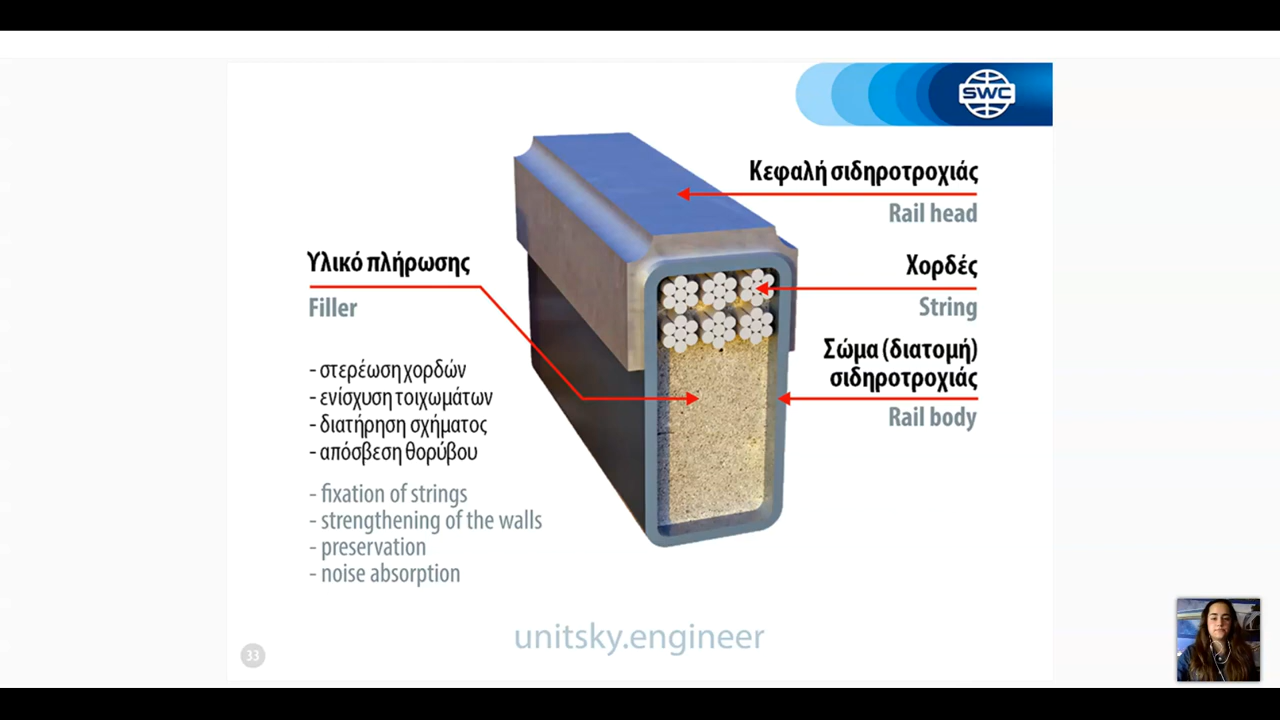 SWC
Κεφαλή σιδηροτροχιάς
Rail head
Χορδές
String
Σώμα (διατομή)
σιδηροτροχιάς
Rail body
Υλικό πλήρωσης
Filler
- στερέωση χορδών
- ενίσχυση τοιχωμάτων
- διατήρηση σχήματος
- απόσβεση θορύβου
- fixation of strings
- strengthening of the walls
- preservation
- noise absorption
unitsky.engineer
33